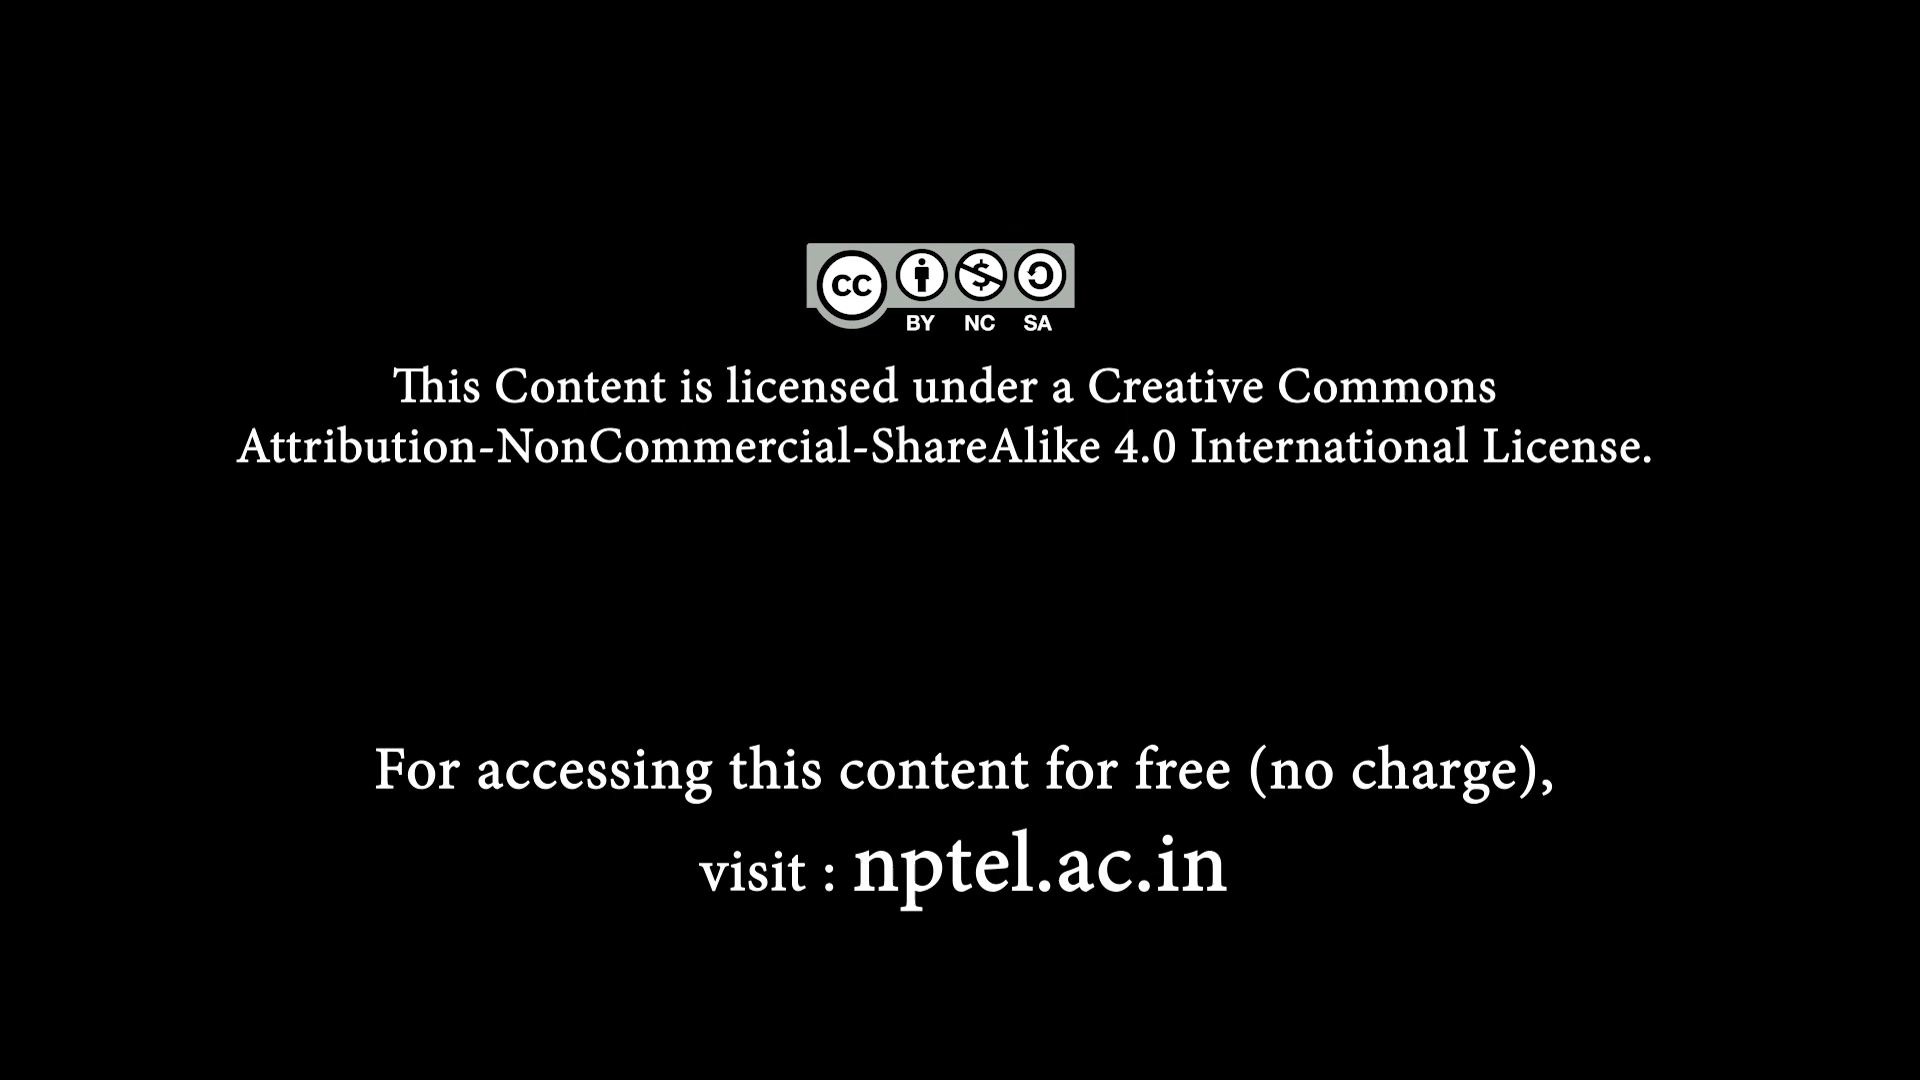 CC BY NC SA
This Content is licensed under a Creative Commons
Attribution-NonCommercial-ShareAlike 4.0 International License.
For accessing this content for free (no charge),
visit : nptel.ac.in